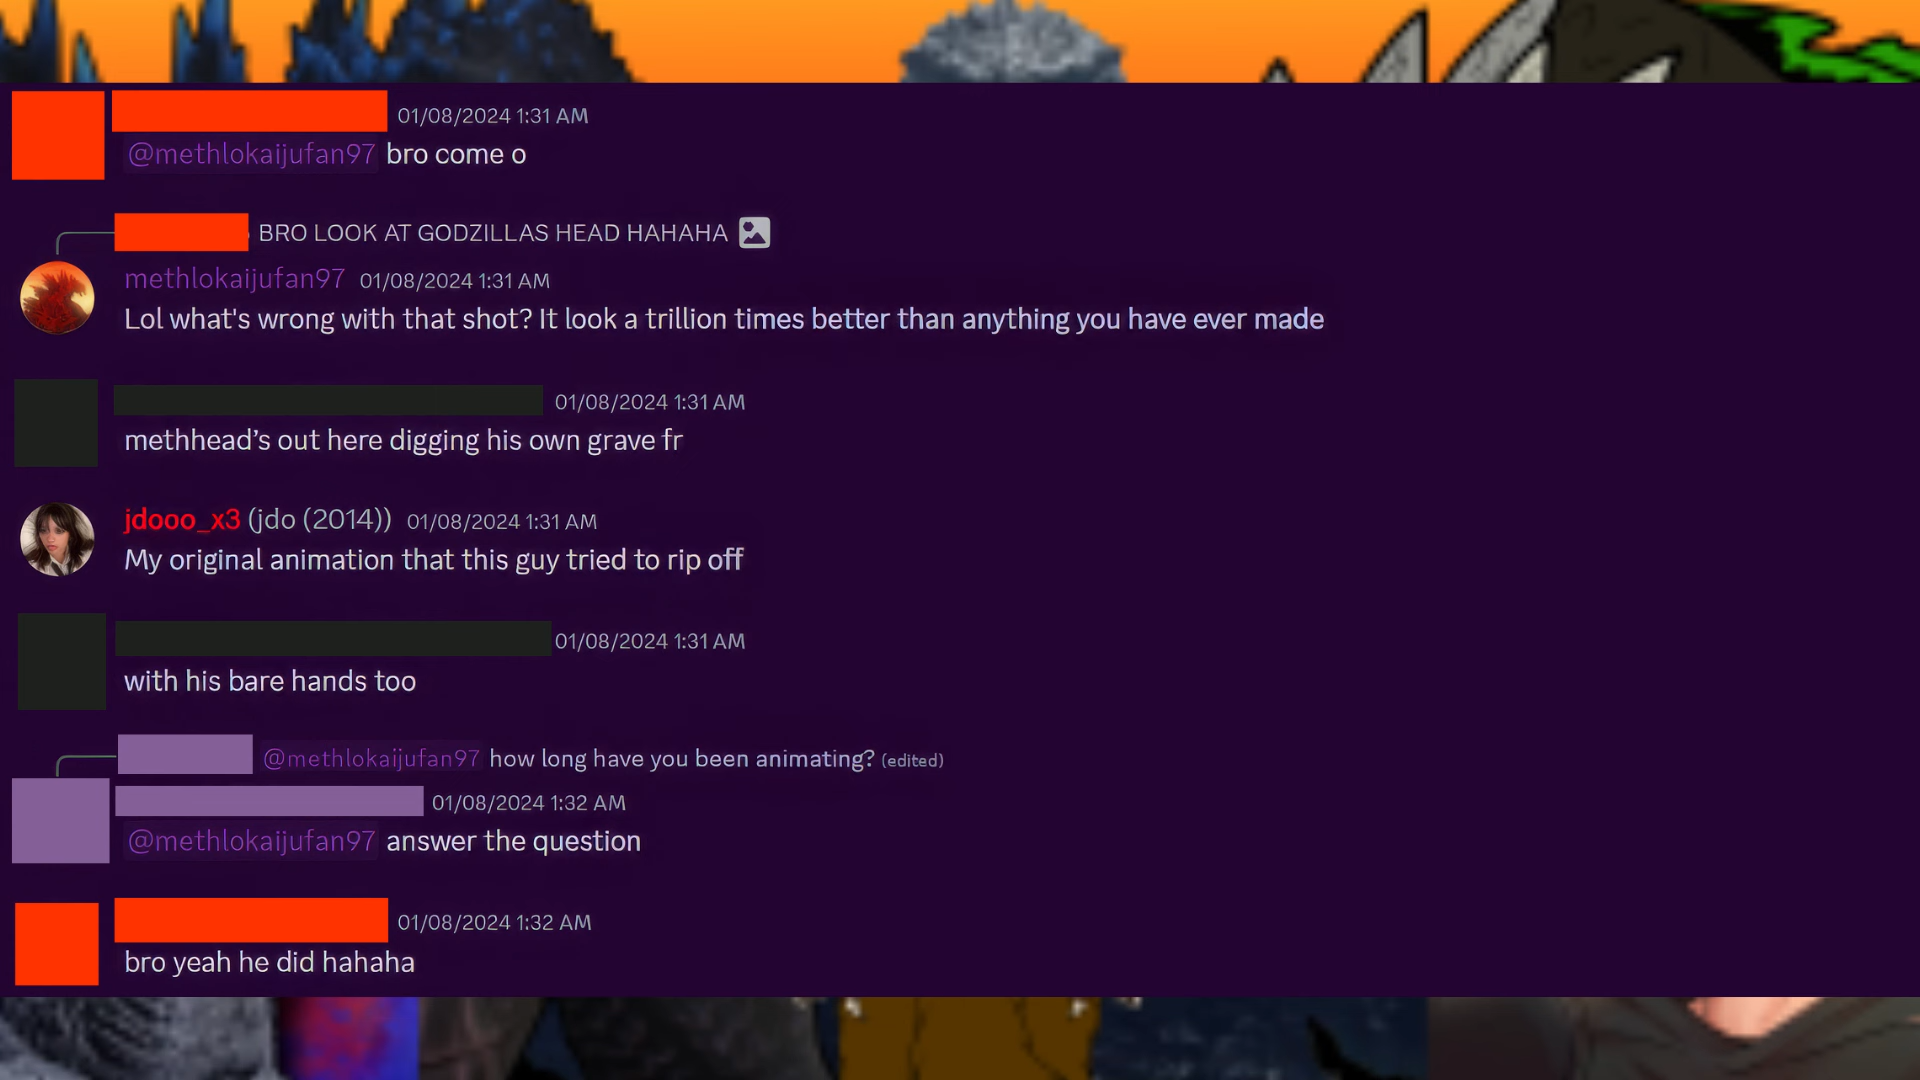 01/08/2024 1:31 AM
@methlokaijufan97 bro come o
BRO LOOK AT GODZILLAS HEAD HAHAHA
methlokaijufan97 01/08/2024 1:31 AM
Lol what's wrong with that shot? It look a trillion times better than anything you have ever made
01/08/2024 1:31 AM
methhead’s out here digging his own grave fr
jdooo_x3 (jdo (2014)) 01/08/2024 1:31 AM
My original animation that this guy tried to rip off
01/08/2024 1:31 AM
with his bare hands too
@methlokaijufan97 how long have you been animating? (edited)
01/08/2024 1:32 AM
@methlokaijufan97 answer the question
01/08/2024 1:32 AM
bro yeah he did hahaha